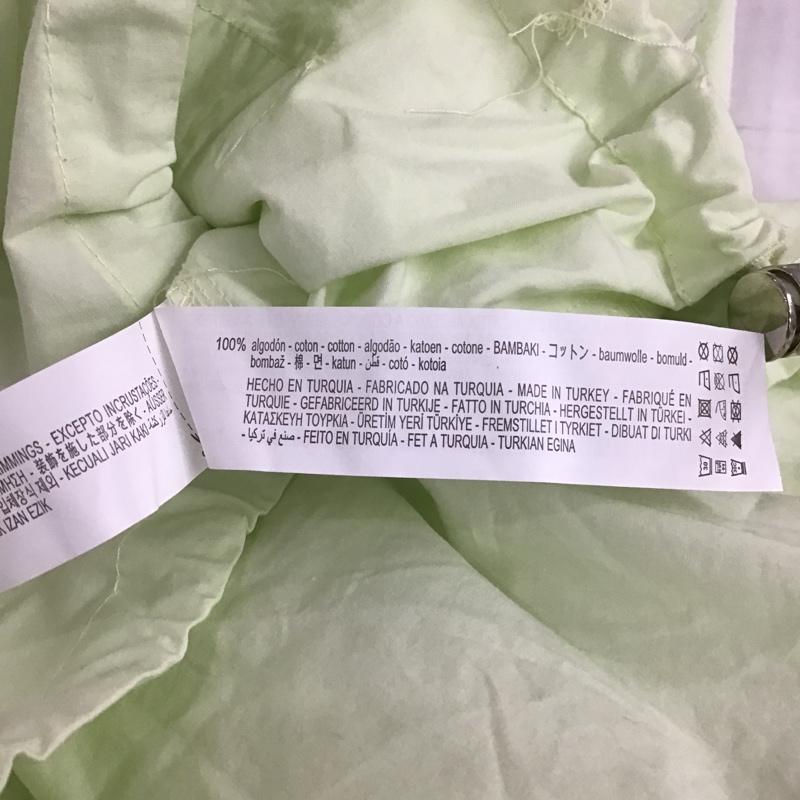 MMINGS - EXCEPTO INCRUSTAÇÕES-
装飾を施した部分を除く - AUSSER
제외 - KECUALI JARI KAKI
IZAN EZIK
100% algodón - coton - cotton - algodão - katoen - cotone - BAMBAKI - コットン - baumwolle - bomuld -
bombaž - 棉 - 면 - katun - قطن - cotó - kotoia
HECHO EN TURQUIA - FABRICADO NA TURQUIA - MADE IN TURKEY - FABRIQUÉ EN
TURQUIE - GEFABRICEERD IN TURKIJE - FATTO IN TURCHIA - HERGESTELLT IN TÜRKEI -
ΚΑΤΑΣΚΕΥΗ ΤΟΥΡΚΙΑ - ÜRETİM YERİ TÜRKİYE - FREMSTILLET I TYRKIET - DIBUAT DI TURKI
- صنع في تركيا - FEITO EN TURQUÍA - FET A TURQUIA - TURKIAN EGINA